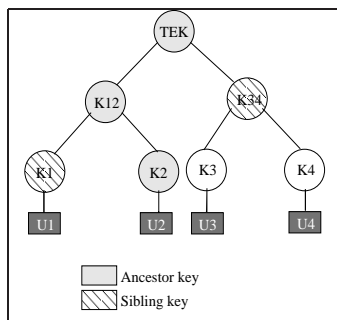 TEK
K12
K34
K1
K2
K3
K4
U1
U2
U3
U4
Ancestor key
Sibling key